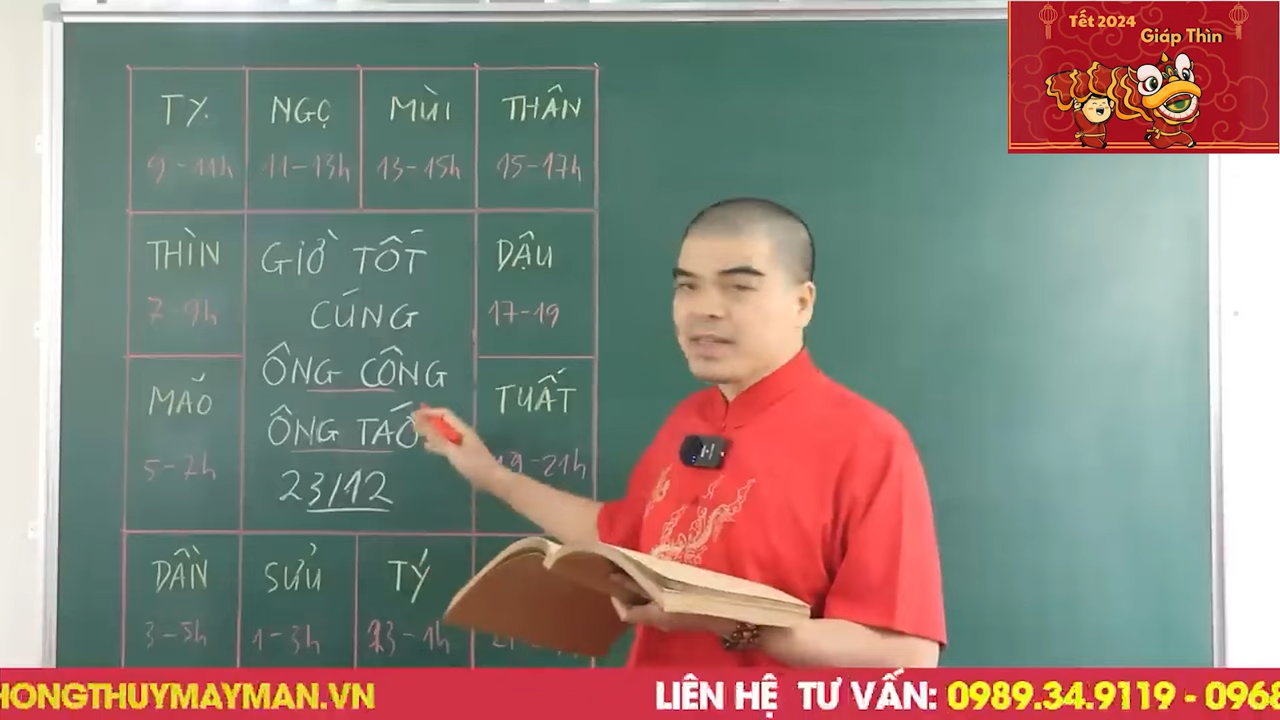 Tết 2024
Giáp Thìn
TỴ
9-11h
NGỌ
11-13h
MÙI
13-15h
THÂN
15-17h
THÌN
7-9h
GIỜ TỐT
CÚNG
ÔNG CÔNG
ÔNG TÁO
23/12
DẬU
17-19
MÃO
5-7h
TUẤT
19-21h
DẦN
3-5h
SỬU
1-3h
TÝ
23-1h
HONGTHUYMAYMAN.VN
LIÊN HỆ TƯ VẤN: 0989.34.9119 - 0968